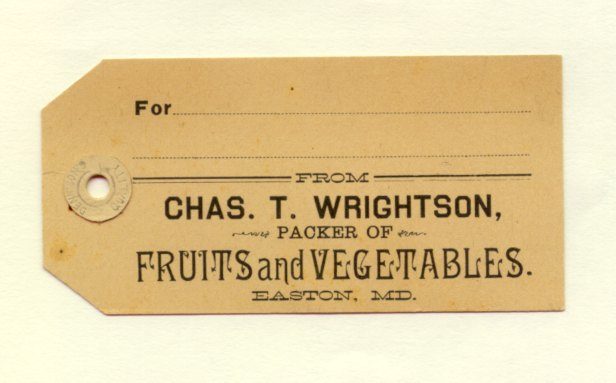 For
FROM
CHAS. T. WRIGHTSON,
PACKER OF
FRUITS and VEGETABLES.
EASTON, MD.